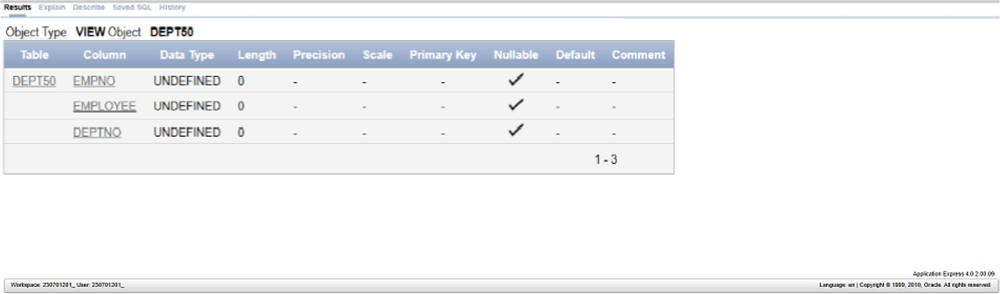 Results Explain Describe Saved SQL History
Object Type VIEW Object DEPT50
Table Column Data Type Length Precision Scale Primary Key Nullable Default Comment
DEPT50 EMPNO UNDEFINED 0 - - - - -
EMPLOYEE UNDEFINED 0 - - - - -
DEPTNO UNDEFINED 0 - - - - -
1 - 3
Application Express 4.0.2.00.09
Workspace: 230701201_ User: 230701201_ Language: en | Copyright © 1999, 2010, Oracle. All rights reserved.